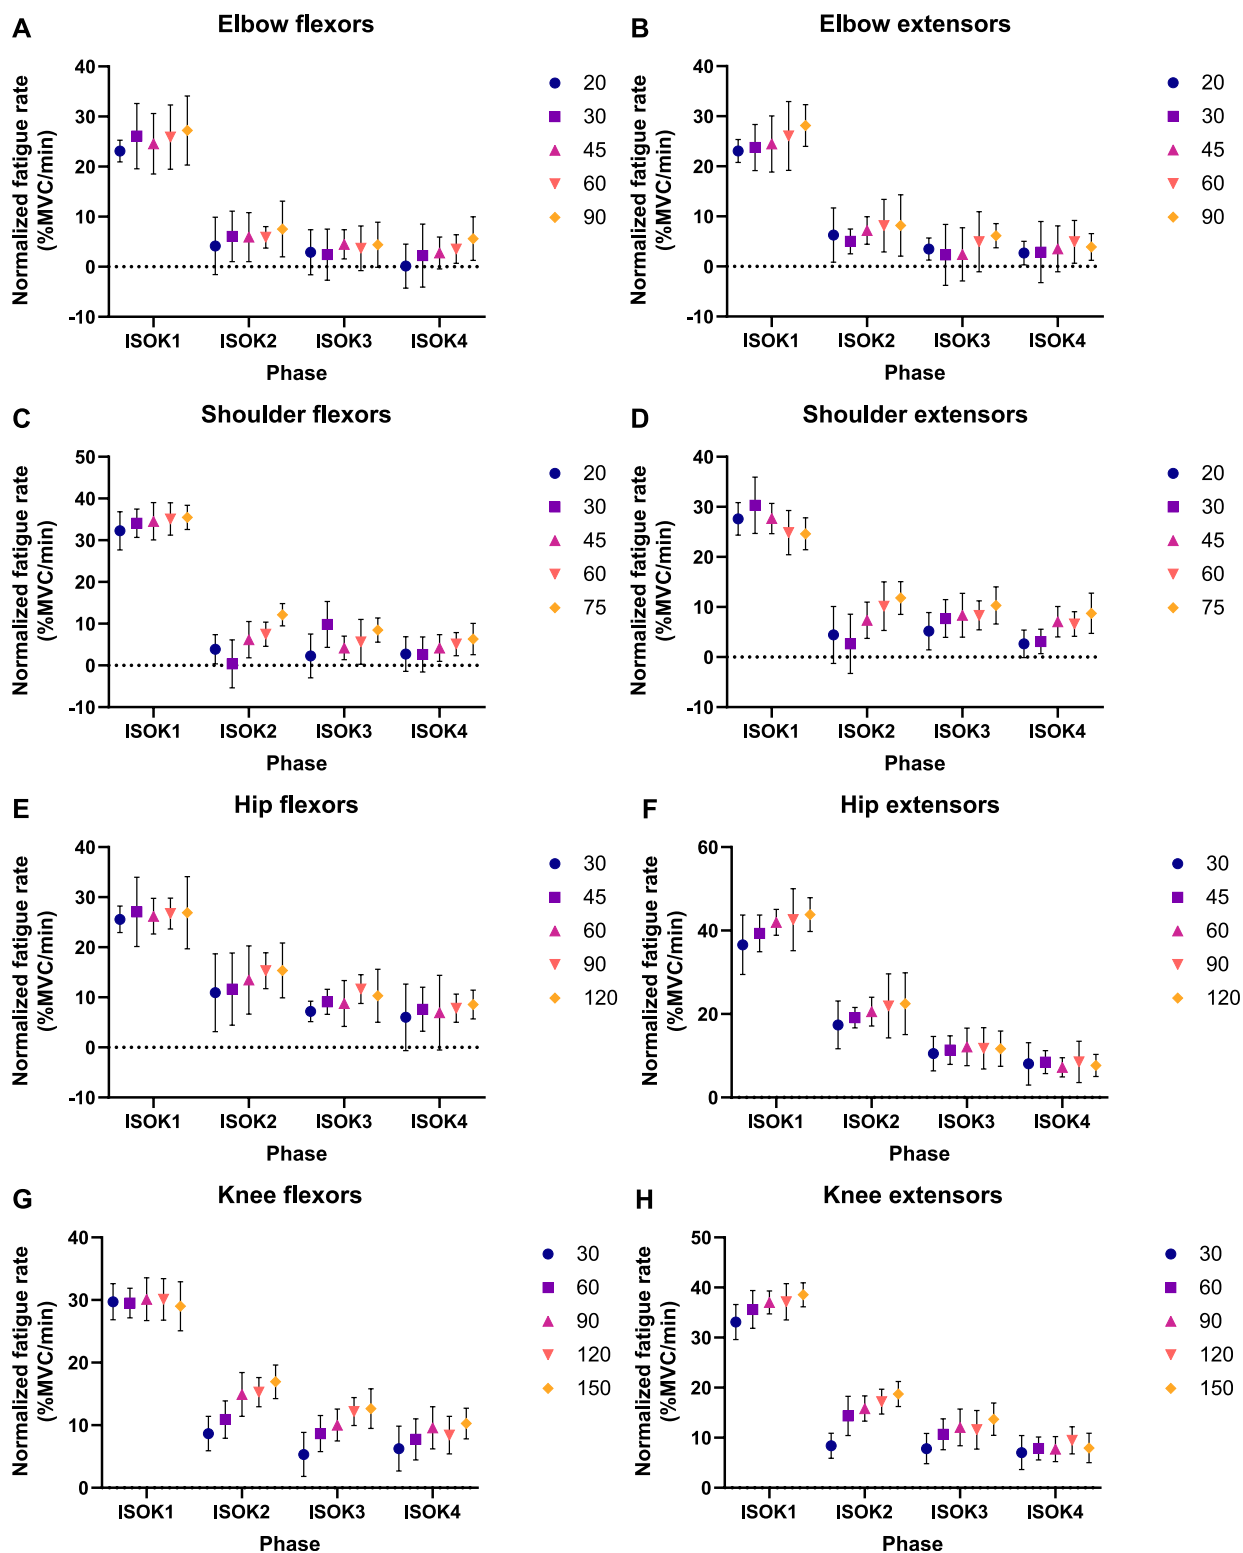 A
Elbow flexors
Normalized fatigue rate
(%MVC/min)
40
30
20
10
0
-10
ISOK1
ISOK2
ISOK3
ISOK4
Phase
20
30
45
60
90
B
Elbow extensors
Normalized fatigue rate
(%MVC/min)
40
30
20
10
0
-10
ISOK1
ISOK2
ISOK3
ISOK4
Phase
20
30
45
60
90
C
Shoulder flexors
Normalized fatigue rate
(%MVC/min)
50
40
30
20
10
0
-10
ISOK1
ISOK2
ISOK3
ISOK4
Phase
20
30
45
60
75
D
Shoulder extensors
Normalized fatigue rate
(%MVC/min)
40
30
20
10
0
-10
ISOK1
ISOK2
ISOK3
ISOK4
Phase
20
30
45
60
75
E
Hip flexors
Normalized fatigue rate
(%MVC/min)
40
30
20
10
0
-10
ISOK1
ISOK2
ISOK3
ISOK4
Phase
30
45
60
90
120
F
Hip extensors
Normalized fatigue rate
(%MVC/min)
60
40
20
0
ISOK1
ISOK2
ISOK3
ISOK4
Phase
30
45
60
90
120
G
Knee flexors
Normalized fatigue rate
(%MVC/min)
40
30
20
10
0
ISOK1
ISOK2
ISOK3
ISOK4
Phase
30
60
90
120
150
H
Knee extensors
Normalized fatigue rate
(%MVC/min)
50
40
30
20
10
0
ISOK1
ISOK2
ISOK3
ISOK4
Phase
30
60
90
120
150